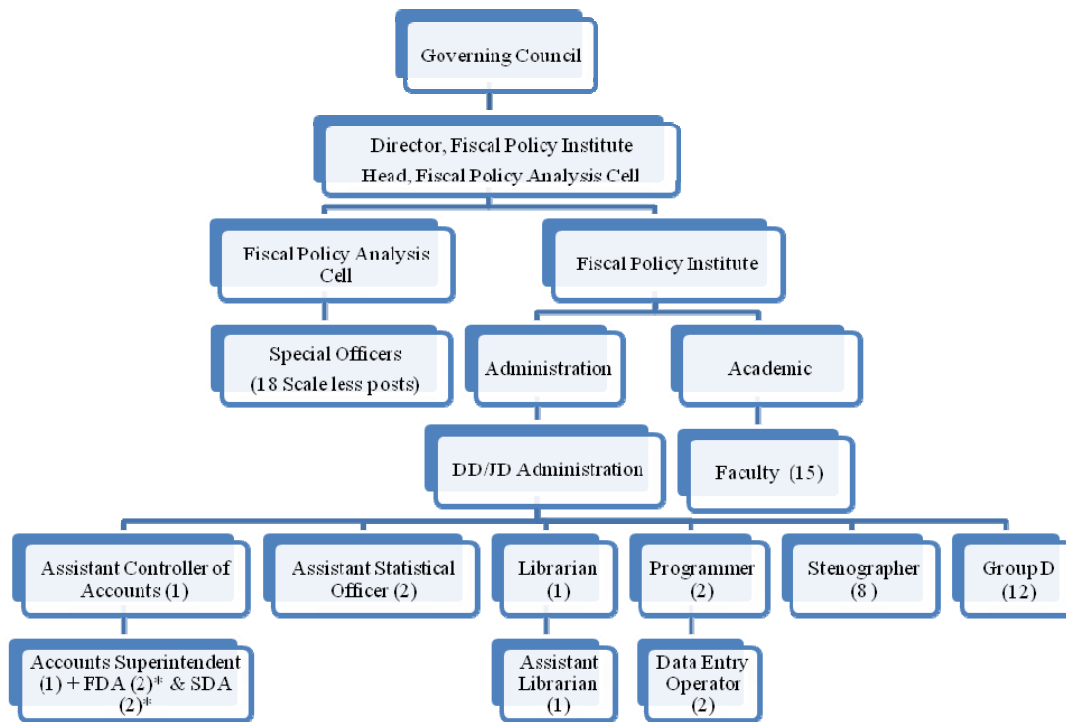 Governing Council
Director, Fiscal Policy Institute
Head, Fiscal Policy Analysis Cell
Fiscal Policy Analysis
Cell
Fiscal Policy Institute
Special Officers
(18 Scale less posts)
Administration
Academic
DD/JD Administration
Faculty (15)
Assistant Controller of
Accounts (1)
Assistant Statistical
Officer (2)
Librarian
(1)
Programmer
(2)
Stenographer
(8)
Group D
(12)
Accounts Superintendent
(1) + FDA (2)* & SDA
(2)*
Assistant
Librarian
(1)
Data Entry
Operator
(2)